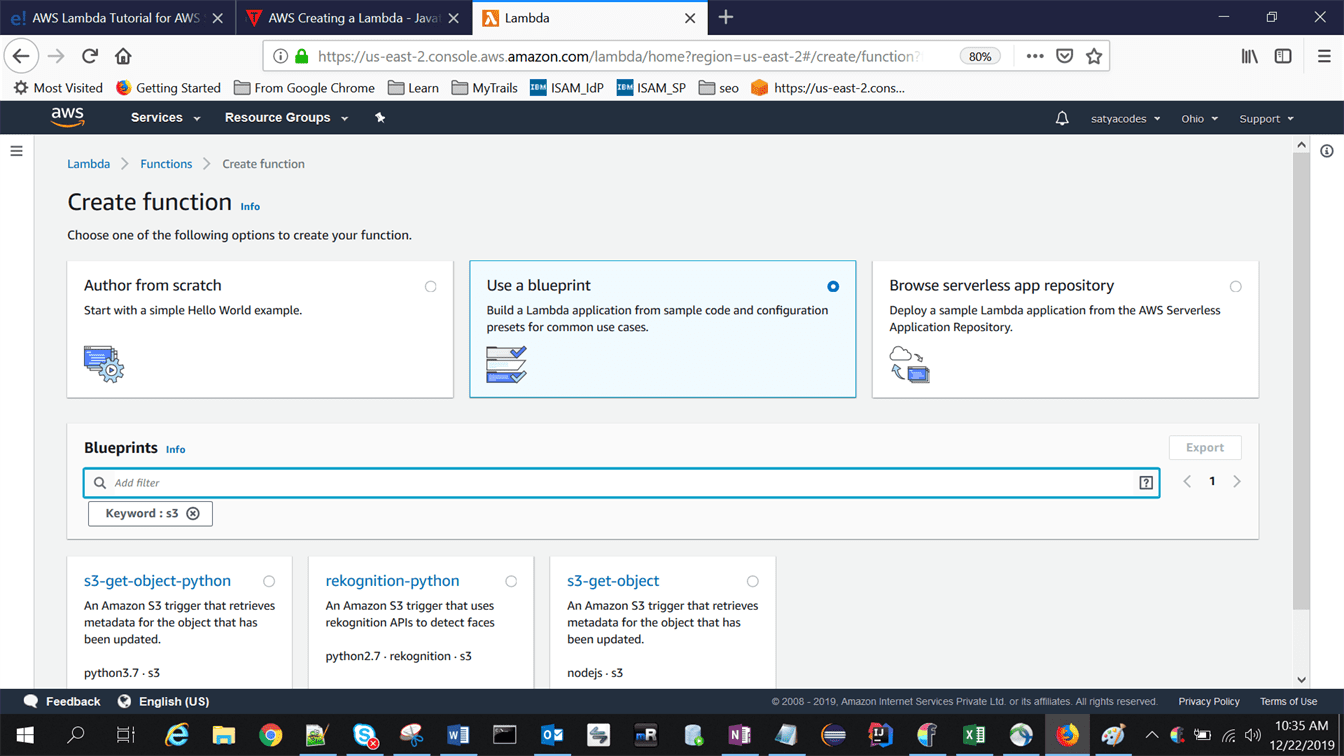 e! AWS Lambda Tutorial for AWS
AWS Creating a Lambda - Javat
Lambda
https://us-east-2.console.aws.amazon.com/lambda/home?region=us-east-2#/create/function?
80%
Most Visited
Getting Started
From Google Chrome
Learn
MyTrails
IBM ISAM_IdP
IBM ISAM_SP
seo
https://us-east-2.cons...
aws
Services
Resource Groups
satyacodes
Ohio
Support
Lambda
Functions
Create function
Create function Info
Choose one of the following options to create your function.
Author from scratch
Start with a simple Hello World example.
Use a blueprint
Build a Lambda application from sample code and configuration
presets for common use cases.
Browse serverless app repository
Deploy a sample Lambda application from the AWS Serverless
Application Repository.
Blueprints Info
Export
Add filter
?
1
Keyword : s3
s3-get-object-python
An Amazon S3 trigger that retrieves
metadata for the object that has
been updated.
python3.7 · s3
rekognition-python
An Amazon S3 trigger that uses
rekognition APIs to detect faces
python2.7 · rekognition · s3
s3-get-object
An Amazon S3 trigger that retrieves
metadata for the object that has
been updated.
nodejs · s3
Feedback
English (US)
© 2008 - 2019, Amazon Internet Services Private Ltd. or its affiliates. All rights reserved.
Privacy Policy
Terms of Use
mR
10:35 AM
12/22/2019